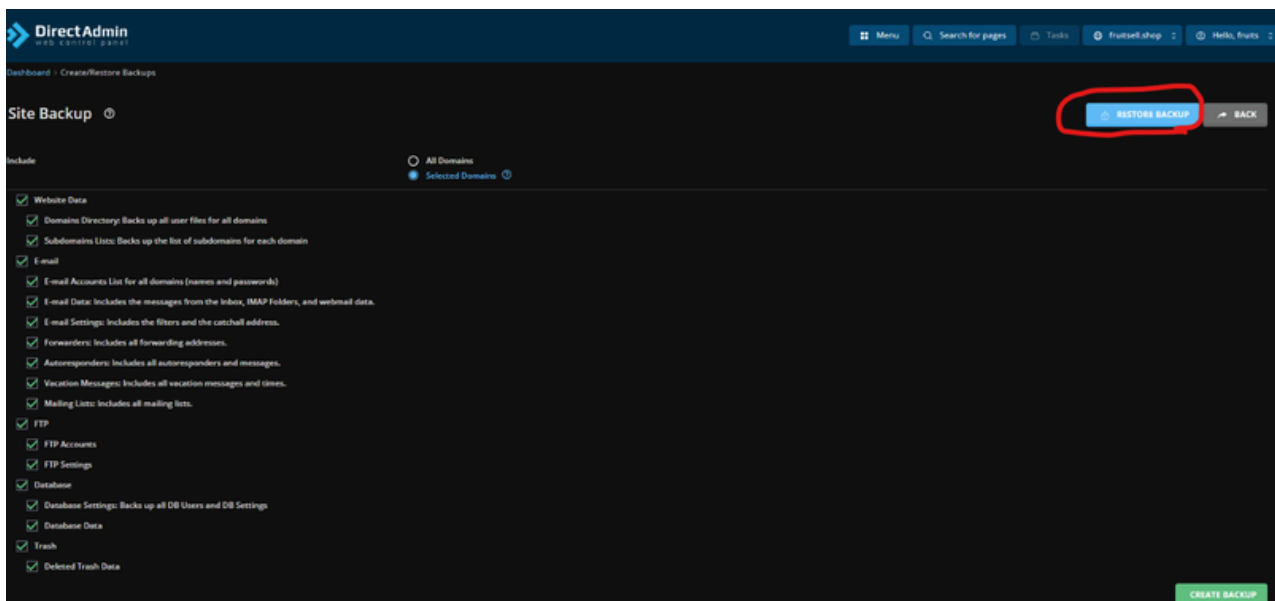 DirectAdmin
web control panel
Menu
Search for pages
Tasks
fruitsell.shop
Hello, fruits
Dashboard > Create/Restore Backups
Site Backup
RESTORE BACKUP
BACK
Include
All Domains
Selected Domains
Website Data
Domains Directory: Backs up all user files for all domains
Subdomains Lists: Backs up the list of subdomains for each domain
E-mail
E-mail Accounts List for all domains (names and passwords)
E-mail Data: Includes the messages from the Inbox, IMAP Folders, and webmail data.
E-mail Settings: Includes the filters and the catchall address.
Forwarders: Includes all forwarding addresses.
Autoresponders: Includes all autoresponders and messages.
Vacation Messages: Includes all vacation messages and times.
Mailing Lists: Includes all mailing lists.
FTP
FTP Accounts
FTP Settings
Database
Database Settings: Backs up all DB Users and DB Settings
Database Data
Trash
Deleted Trash Data
CREATE BACKUP